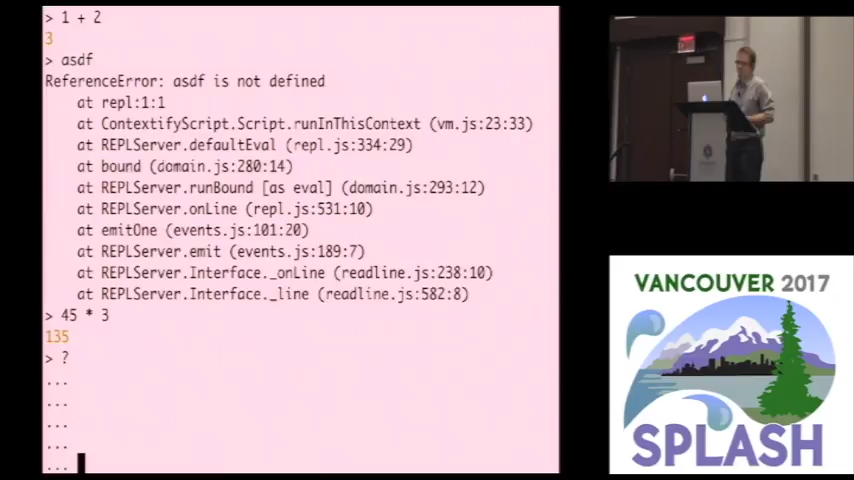 > 1 + 2
3
> asdf
ReferenceError: asdf is not defined
    at repl:1:1
    at ContextifyScript.Script.runInThisContext (vm.js:23:33)
    at REPLServer.defaultEval (repl.js:334:29)
    at bound (domain.js:280:14)
    at REPLServer.runBound [as eval] (domain.js:293:12)
    at REPLServer.onLine (repl.js:531:10)
    at emitOne (events.js:101:20)
    at REPLServer.emit (events.js:189:7)
    at REPLServer.Interface._onLine (readline.js:238:10)
    at REPLServer.Interface._line (readline.js:582:8)
> 45 * 3
135
> ?
...
...
...
...
...
VANCOUVER 2017
SPLASH